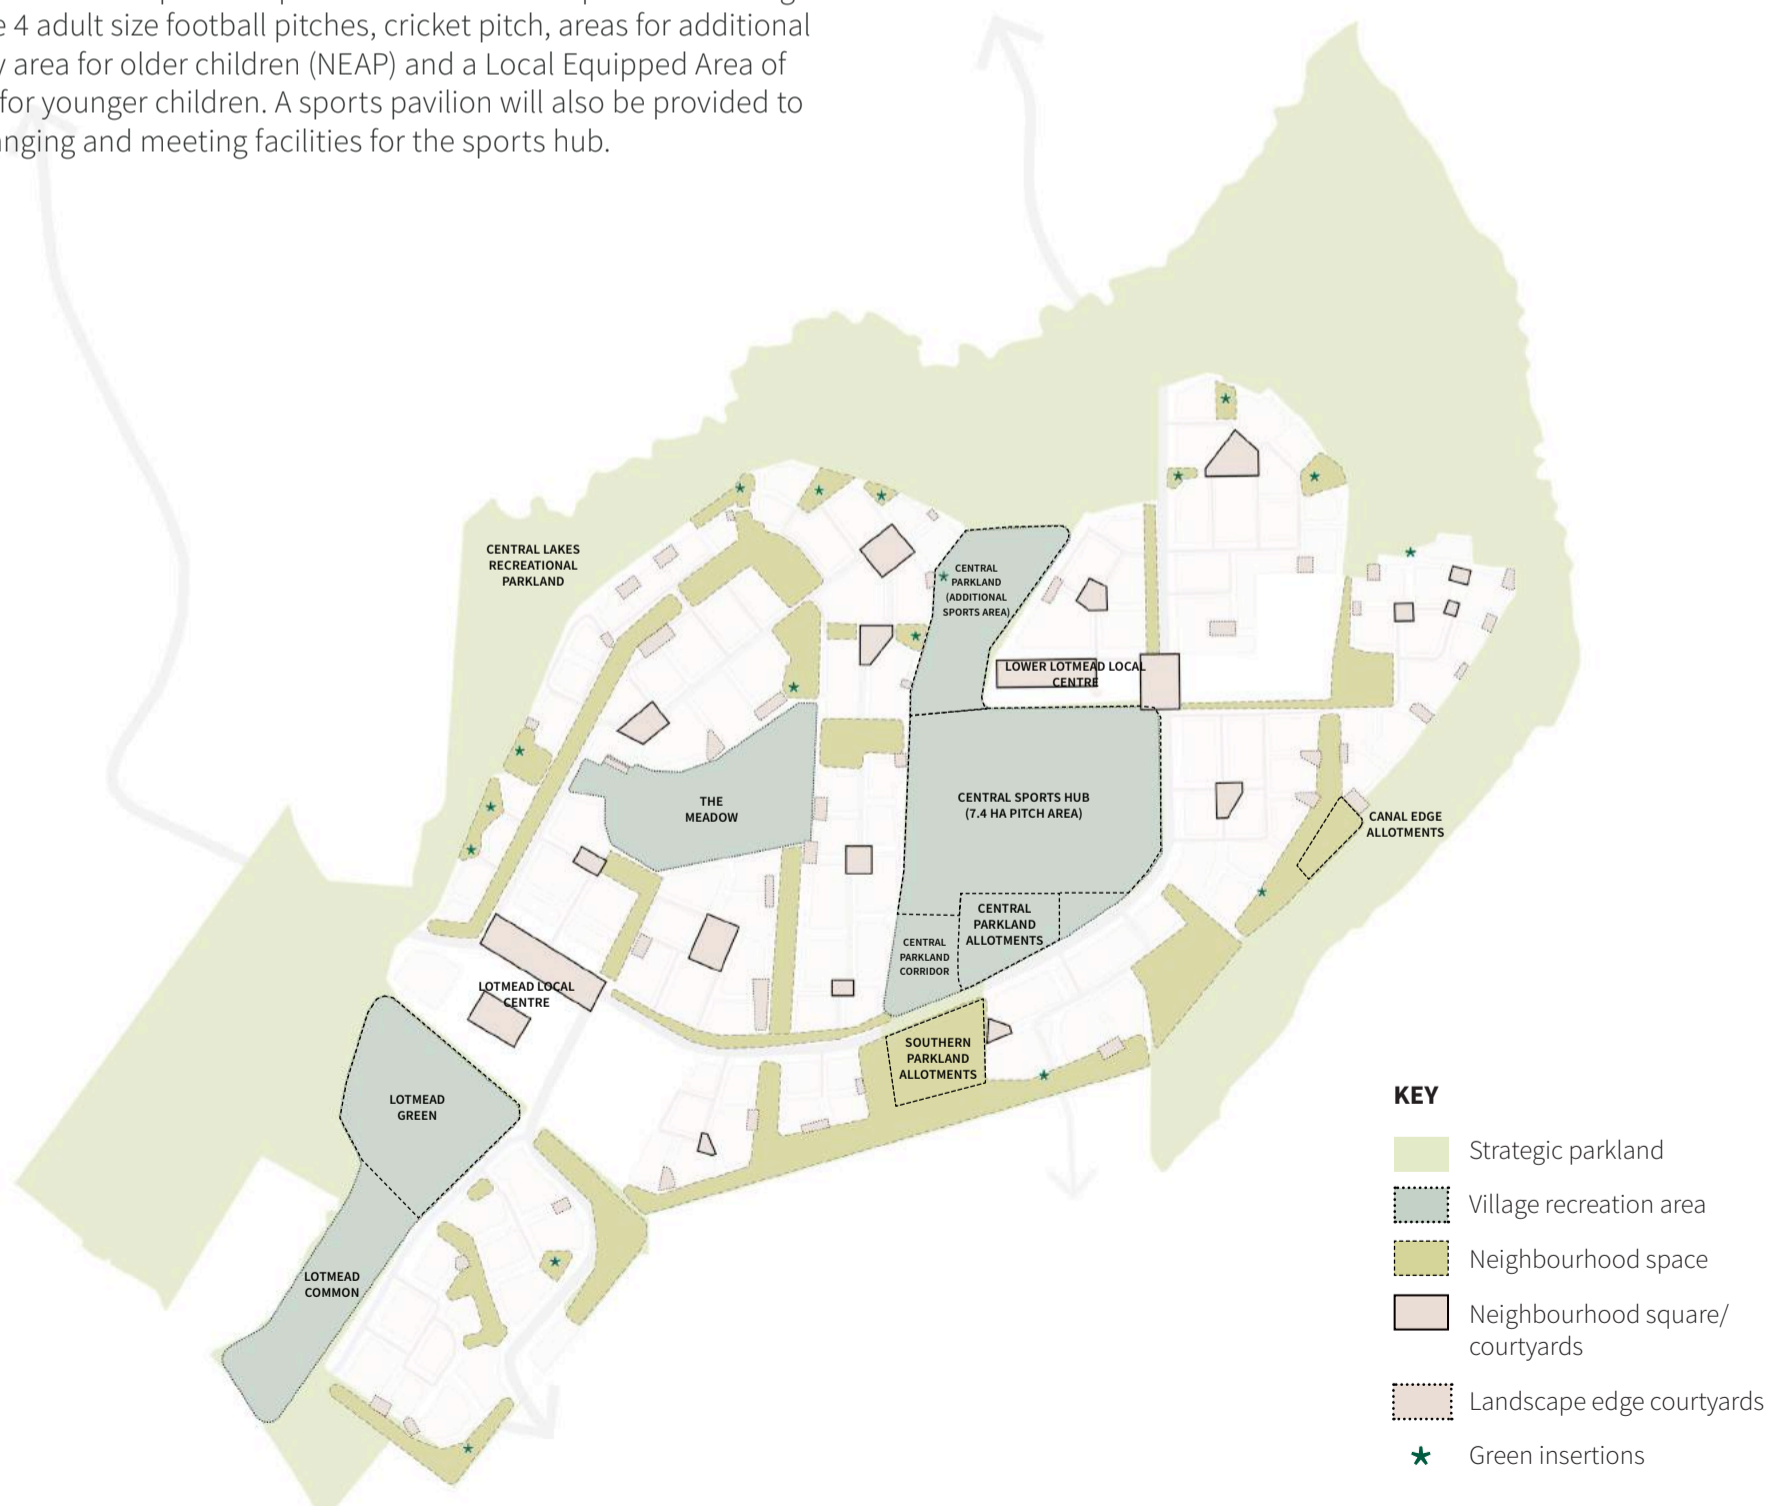 e 4 adult size football pitches, cricket pitch, areas for additional
y area for older children (NEAP) and a Local Equipped Area of
for younger children. A sports pavilion will also be provided to
nging and meeting facilities for the sports hub.
CENTRAL LAKES
RECREATIONAL
PARKLAND
CENTRAL
PARKLAND
(ADDITIONAL
SPORTS AREA)
LOWER LOTMEAD LOCAL
CENTRE
THE
MEADOW
CENTRAL SPORTS HUB
(7.4 HA PITCH AREA)
CANAL EDGE
ALLOTMENTS
CENTRAL
PARKLAND
ALLOTMENTS
CENTRAL
PARKLAND
CORRIDOR
LOTMEAD LOCAL
CENTRE
SOUTHERN
PARKLAND
ALLOTMENTS
LOTMEAD
GREEN
LOTMEAD
COMMON
KEY
Strategic parkland
Village recreation area
Neighbourhood space
Neighbourhood square/
courtyards
Landscape edge courtyards
Green insertions